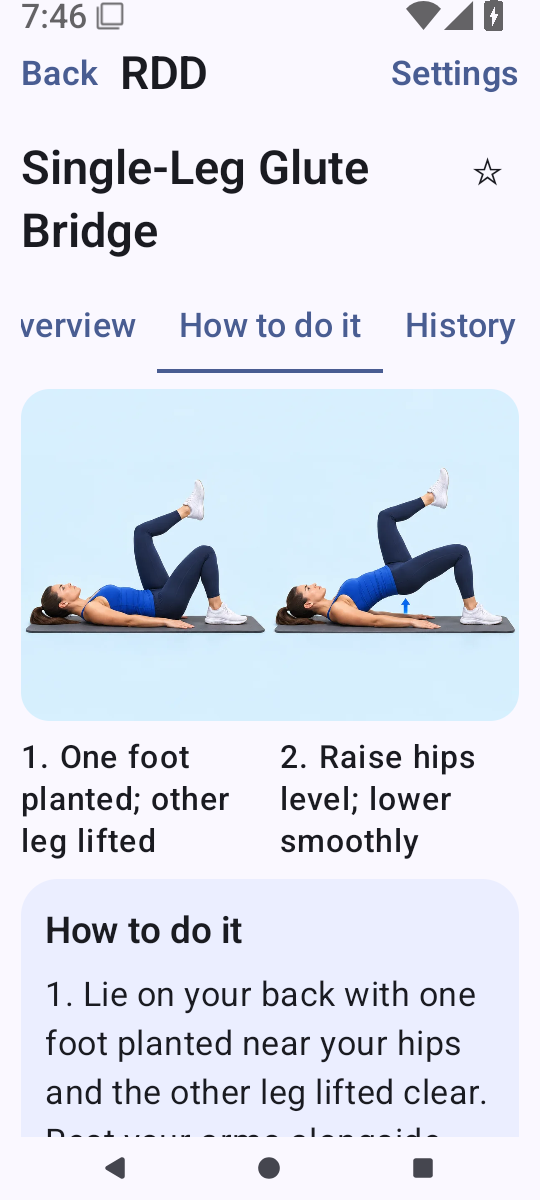 7:46
Back RDD Settings
Single-Leg Glute
Bridge
verview How to do it History
1. One foot
planted; other
leg lifted
2. Raise hips
level; lower
smoothly
How to do it
1. Lie on your back with one
foot planted near your hips
and the other leg lifted clear.